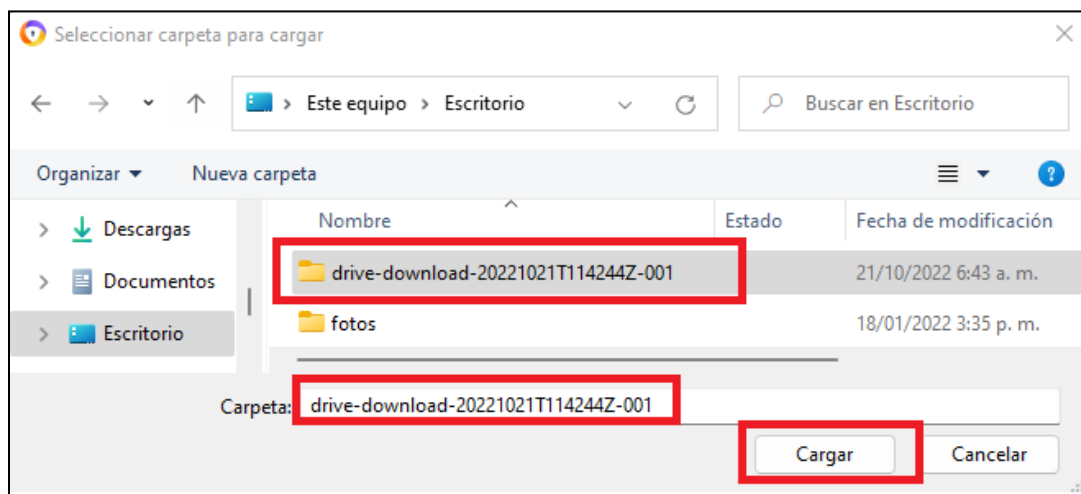 Seleccionar carpeta para cargar
Este equipo > Escritorio
Buscar en Escritorio
Organizar
Nueva carpeta
Nombre
Estado
Fecha de modificación
Descargas
Documentos
Escritorio
drive-download-20221021T114244Z-001
21/10/2022 6:43 a. m.
fotos
18/01/2022 3:35 p. m.
Carpeta:
drive-download-20221021T114244Z-001
Cargar
Cancelar